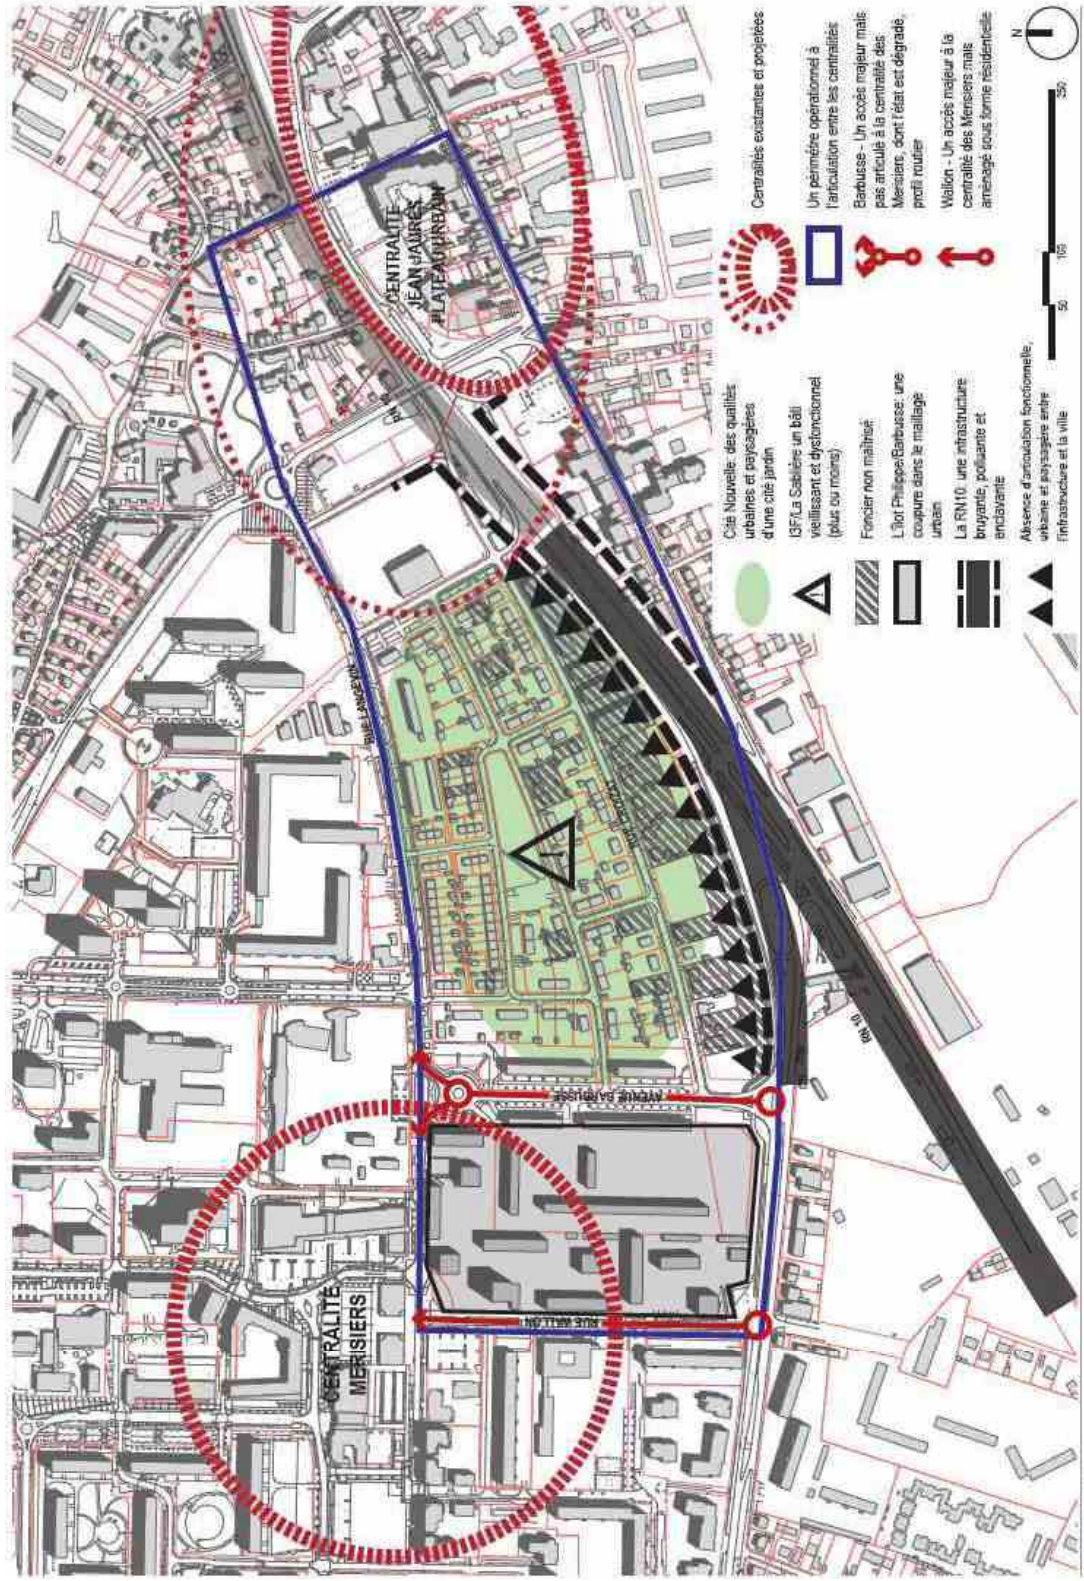 CENTRALITE
MERISIERS
CENTRALITE
JEAN JAURES
PLATEAU URBAIN
RUE LANGEVIN
AVENUE BARBUSSE
RUE WALLON
RN 10
RN 10
Cité Nouvelle: des qualités
urbaines et paysagères
d'une cité jardin
I3F/La Sablière un bâti
vieillissant et dysfonctionnel
(plus ou moins)
Foncier non maîtrisé
L'îlot Philippe/Barbusse: une
coupure dans le maillage
urbain
La RN10: une infrastructure
bruyante, polluante et
enclavante
Absence d'articulation fonctionnelle,
urbaine et paysagère entre
l'infrastructure et la ville
Centralités existantes et projetées
Un périmètre opérationnel à
l'articulation entre les centralités
Barbusse - Un accès majeur mais
pas articulé à la centralité des
Merisiers, dont l'état est dégradé,
profil routier
Wallon - Un accès majeur à la
centralité des Merisiers mais
aménagé sous forme résidentielle
50
100
250
N